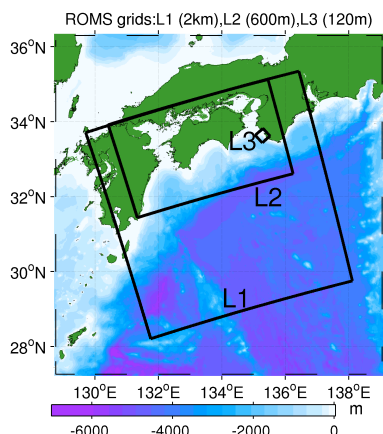 ROMS grids:L1 (2km),L2 (600m),L3 (120m)
36°N
34°N
L3
32°N
L2
30°N
L1
28°N
130°E 132°E 134°E 136°E 138°E
m
-6000 -4000 -2000 0